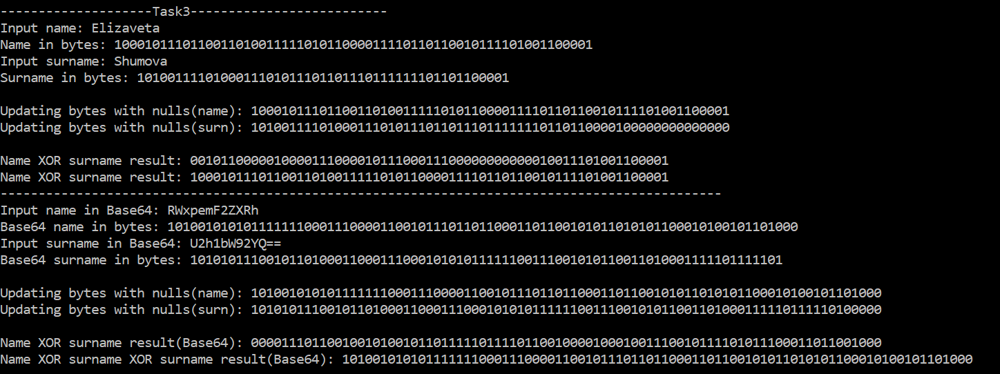 --------------------Task3--------------------------
Input name: Elizaveta
Name in bytes: 100010111011001101001111101011000011110110110010111101001100001
Input surname: Shumova
Surname in bytes: 1010011110100011101011101101110111111101101100001
Updating bytes with nulls(name): 100010111011001101001111101011000011110110110010111101001100001
Updating bytes with nulls(surn): 101001111010001110101110110111011111110110110000100000000000000
Name XOR surname result: 001011000001000011100001011100011100000000000010011101001100001
Name XOR surname result: 100010111011001101001111101011000011110110110010111101001100001
-----------------------------------------------------------------------------------------------
Input name in Base64: RWxpemF2ZXRh
Base64 name in bytes: 10100101010111111100011100001100101110110110001101100101011010101100010100101101000
Input surname in Base64: U2h1bW92YQ==
Base64 surname in bytes: 101010111001011010001100011100010101011111100111001010110011010001111101111101
Updating bytes with nulls(name): 10100101010111111100011100001100101110110110001101100101011010101100010100101101000
Updating bytes with nulls(surn): 10101011100101101000110001110001010101111110011100101011001101000111110111110100000
Name XOR surname result(Base64): 00001110110010010100101101111101111011001000010001001110010111101011100011011001000
Name XOR surname XOR surname result(Base64): 10100101010111111100011100001100101110110110001101100101011010101100010100101101000